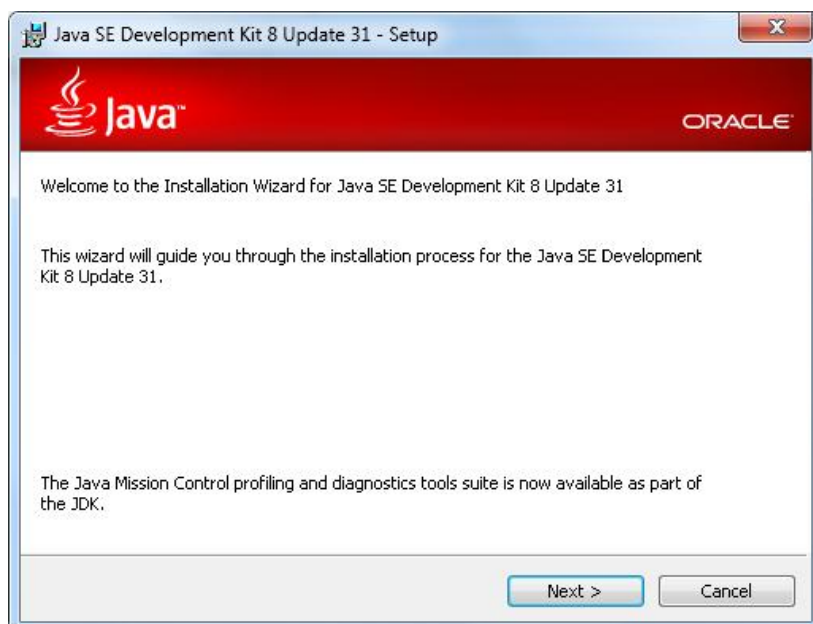 Java SE Development Kit 8 Update 31 - Setup
Java™
ORACLE®
Welcome to the Installation Wizard for Java SE Development Kit 8 Update 31
This wizard will guide you through the installation process for the Java SE Development
Kit 8 Update 31.
The Java Mission Control profiling and diagnostics tools suite is now available as part of
the JDK.
Next >
Cancel